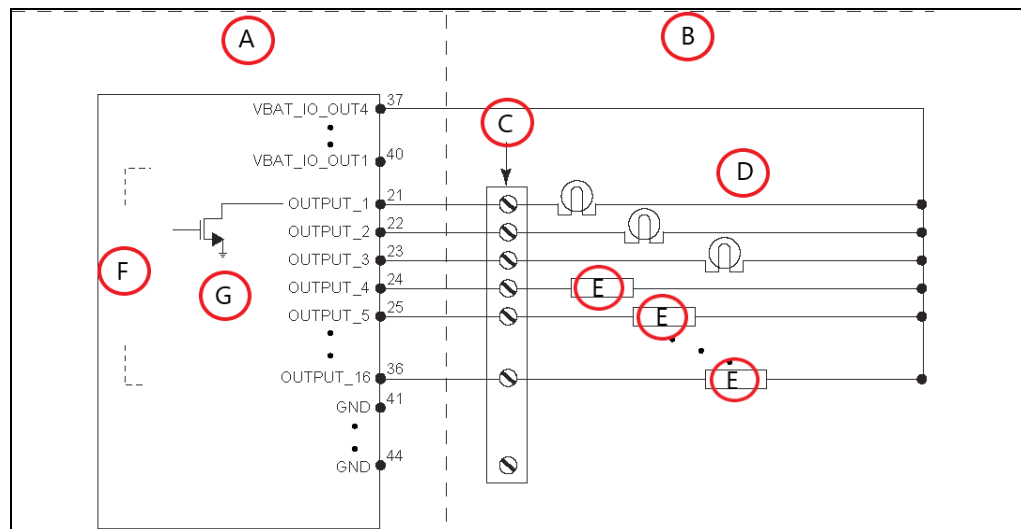 A
B
VBAT_IO_OUT4 37
C
VBAT_IO_OUT1 40
D
OUTPUT_1 21
OUTPUT_2 22
OUTPUT_3 23
F
G
OUTPUT_4 24
E
OUTPUT_5 25
E
OUTPUT_16 36
E
GND 41
GND 44